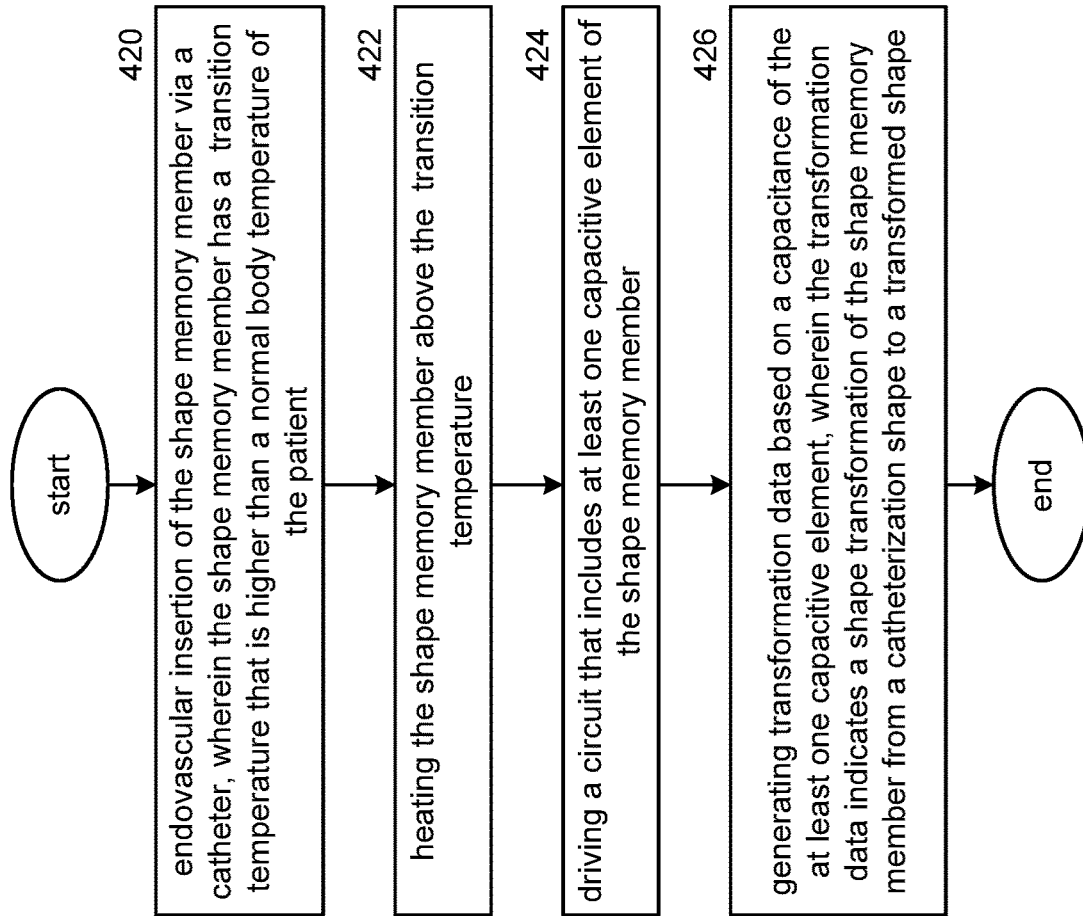 start
420
endovascular insertion of the shape memory member via a
catheter, wherein the shape memory member has a transition
temperature that is higher than a normal body temperature of
the patient
422
heating the shape memory member above the transition
temperature
424
driving a circuit that includes at least one capacitive element of
the shape memory member
426
generating transformation data based on a capacitance of the
at least one capacitive element, wherein the transformation
data indicates a shape transformation of the shape memory
member from a catheterization shape to a transformed shape
end